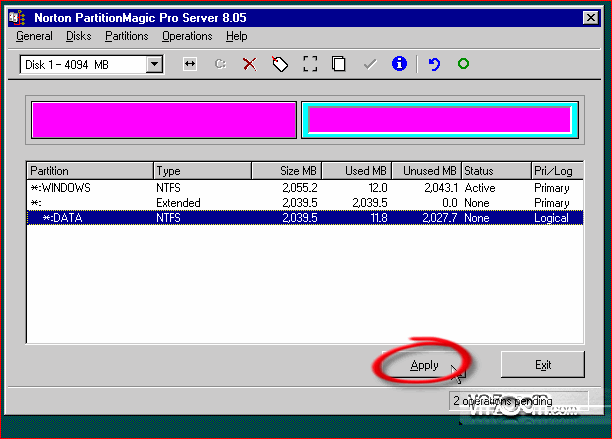 Norton PartitionMagic Pro Server 8.05
General Disks Partitions Operations Help
Disk 1 - 4094 MB C:
Partition Type Size MB Used MB Unused MB Status Pri/Log
*:WINDOWS NTFS 2,055.2 12.0 2,043.1 Active Primary
*: Extended 2,039.5 2,039.5 0.0 None Primary
*:DATA NTFS 2,039.5 11.8 2,027.7 None Logical
Apply Exit
2 operations pending